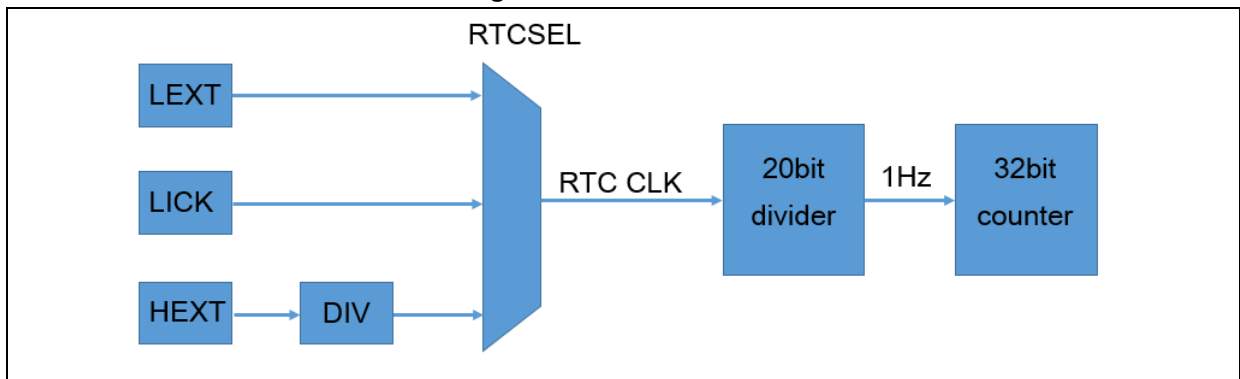 RTCSEL
LEXT
LICK
HEXT
DIV
RTC CLK
20bit
divider
1Hz
32bit
counter